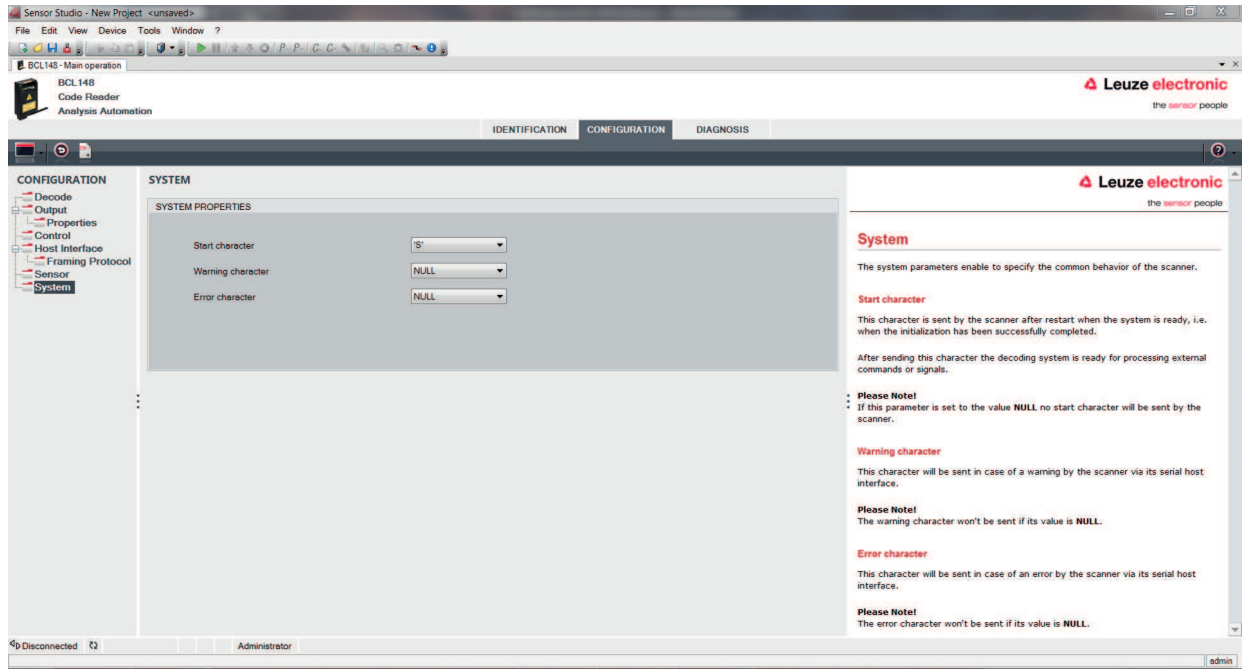 Sensor Studio - New Project <unsaved>
File Edit View Device Tools Window ?
BCL148 - Main operation
BCL148
Code Reader
Analysis Automation
Leuze electronic
the sensor people
IDENTIFICATION CONFIGURATION DIAGNOSIS
CONFIGURATION
Decode
Output
Properties
Control
Host Interface
Framing Protocol
Sensor
System
SYSTEM
SYSTEM PROPERTIES
Start character 'S'
Warning character NULL
Error character NULL
Leuze electronic
the sensor people
System
The system parameters enable to specify the common behavior of the scanner.
Start character
This character is sent by the scanner after restart when the system is ready, i.e.
when the initialization has been successfully completed.
After sending this character the decoding system is ready for processing external
commands or signals.
Please Note!
If this parameter is set to the value NULL no start character will be sent by the
scanner.
Warning character
This character will be sent in case of a warning by the scanner via its serial host
interface.
Please Note!
The warning character won't be sent if its value is NULL.
Error character
This character will be sent in case of an error by the scanner via its serial host
interface.
Please Note!
The error character won't be sent if its value is NULL.
Disconnected
Administrator
admin